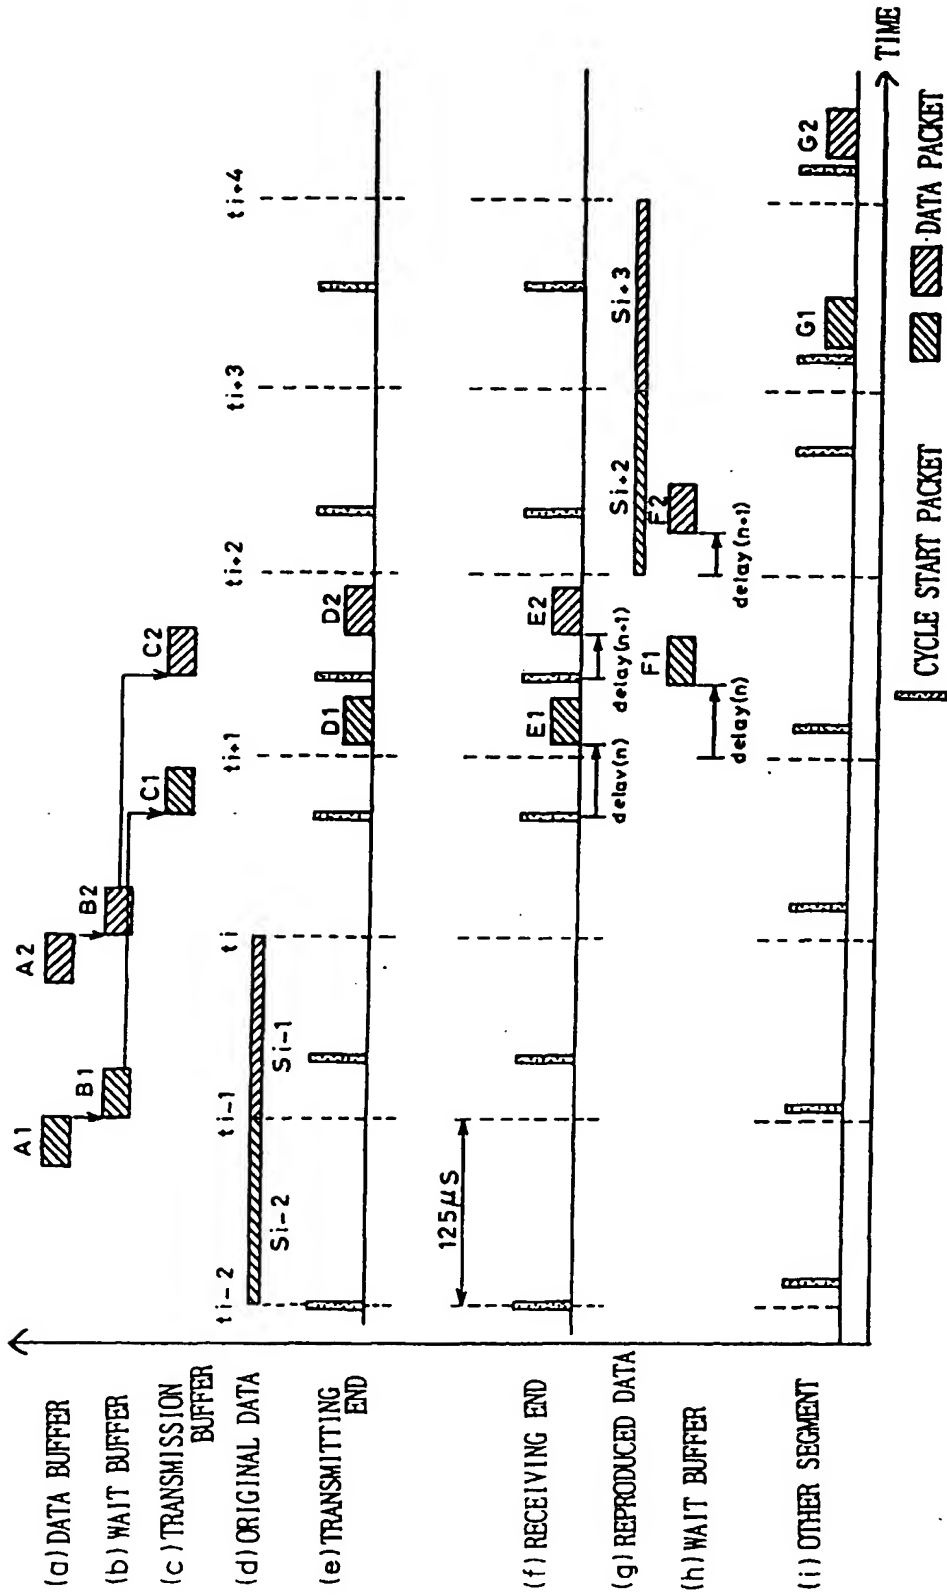 (a) DATA BUFFER
A1
A2
(b) WAIT BUFFER
B1
B2
(c) TRANSMISSION
BUFFER
C1
C2
ti-2
ti-1
ti
ti+1
ti+2
ti+3
ti+4
(d) ORIGINAL DATA
Si-2
Si-1
(e) TRANSMITTING
END
D1
D2
125μS
(f) RECEIVING END
E1
E2
delay(n)
delay(n+1)
(g) REPRODUCED DATA
Si+2
Si+3
(h) WAIT BUFFER
F1
F2
delay(n)
delay(n+1)
(i) OTHER SEGMENT
G1
G2
TIME
CYCLE START PACKET
DATA PACKET